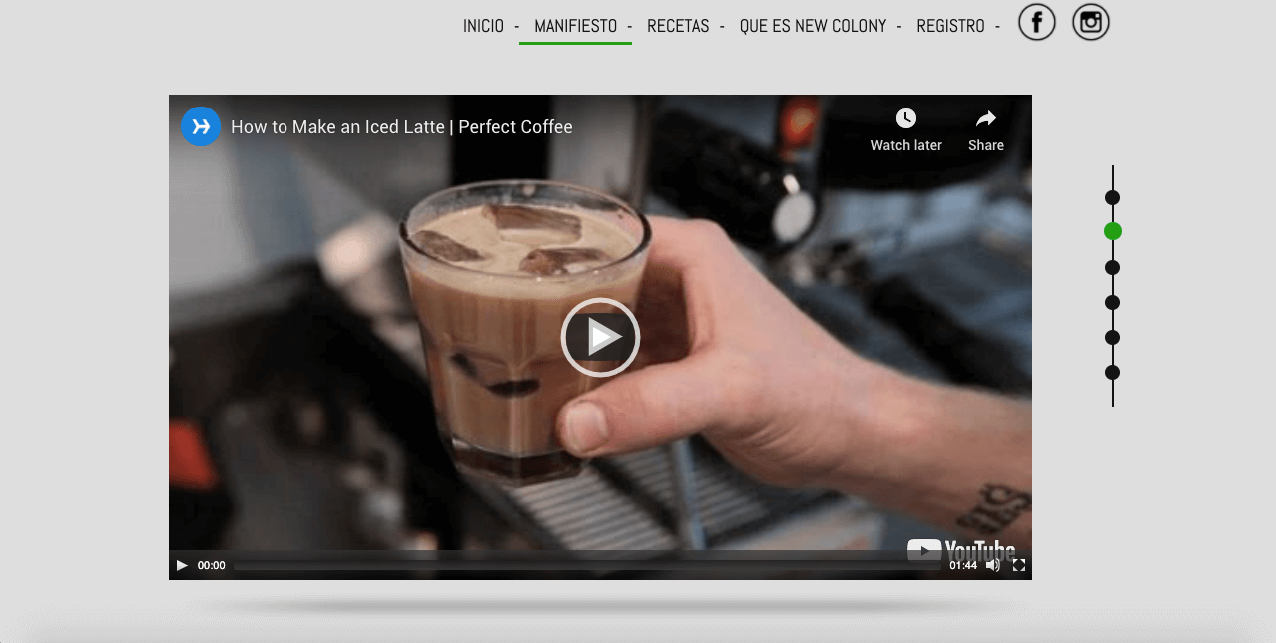 INICIO - MANIFIESTO - RECETAS - QUE ES NEW COLONY - REGISTRO -
How to Make an Iced Latte | Perfect Coffee
Watch later
Share
YouTube
00:00
01:44